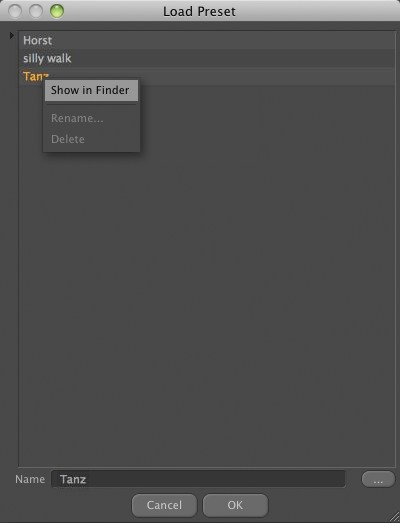 Load Preset
Horst
silly walk
Tanz
Show in Finder
Rename...
Delete
Name Tanz ...
Cancel OK